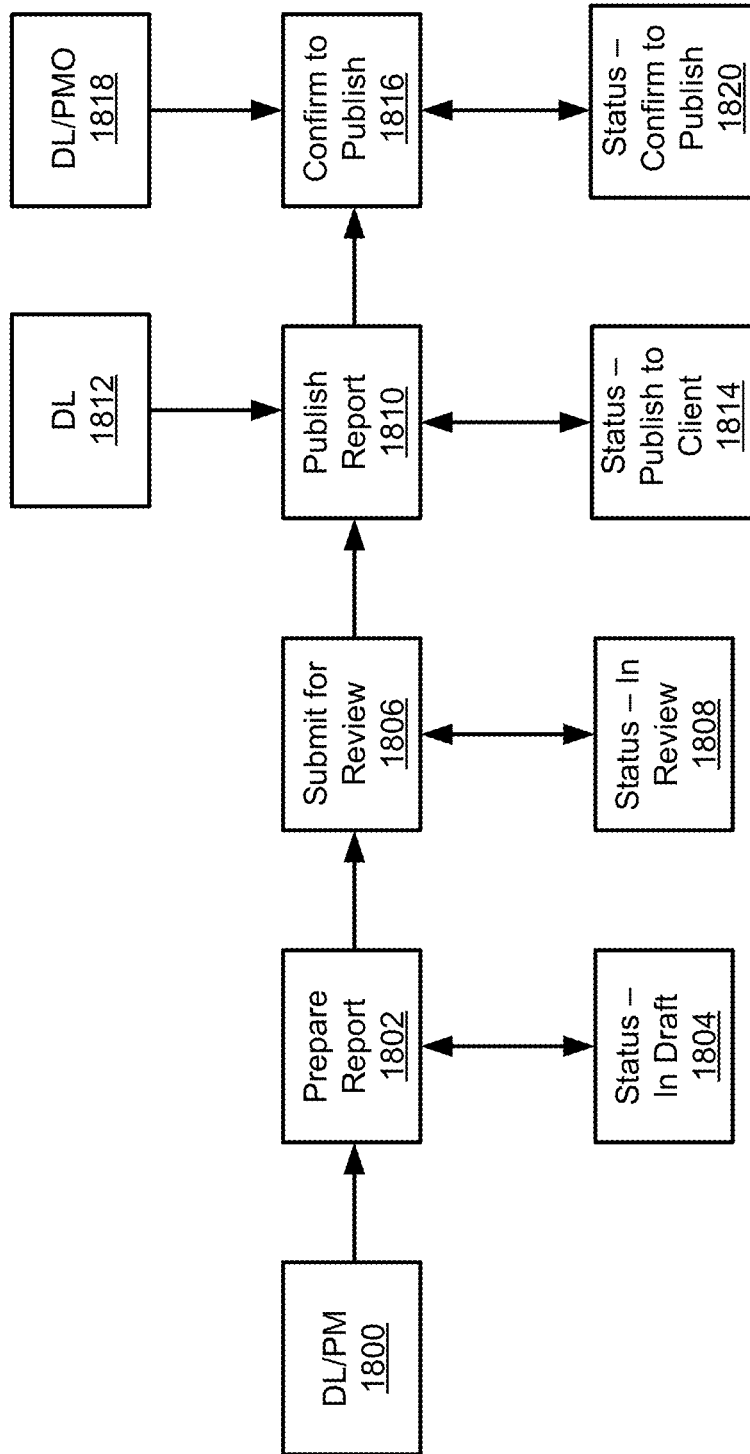 DL/PM
1800
Prepare
Report
1802
Status –
In Draft
1804
Submit for
Review
1806
Status – In
Review
1808
DL
1812
Publish
Report
1810
Status –
Publish to
Client
1814
DL/PMO
1818
Confirm to
Publish
1816
Status –
Confirm to
Publish
1820